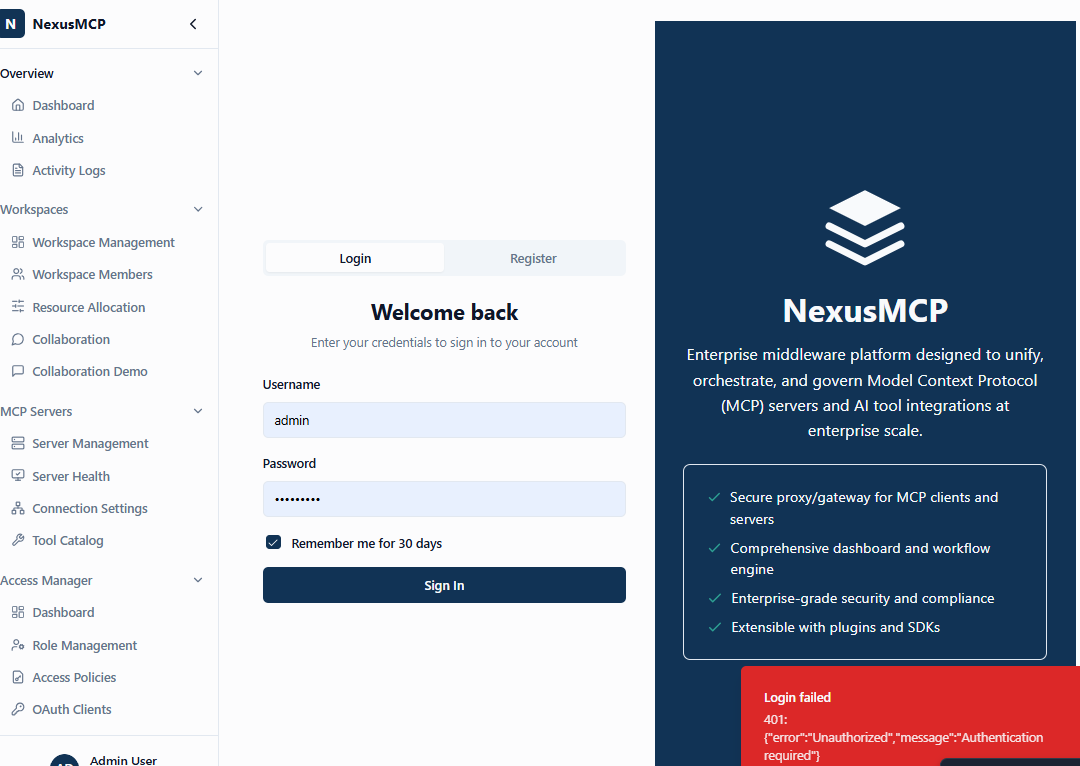 N NexusMCP
Overview
Dashboard
Analytics
Activity Logs
Workspaces
Workspace Management
Workspace Members
Resource Allocation
Collaboration
Collaboration Demo
MCP Servers
Server Management
Server Health
Connection Settings
Tool Catalog
Access Manager
Dashboard
Role Management
Access Policies
OAuth Clients
Admin User
Login
Register
Welcome back
Enter your credentials to sign in to your account
Username
admin
Password
•••••••••
Remember me for 30 days
Sign In
NexusMCP
Enterprise middleware platform designed to unify,
orchestrate, and govern Model Context Protocol
(MCP) servers and AI tool integrations at
enterprise scale.
Secure proxy/gateway for MCP clients and
servers
Comprehensive dashboard and workflow
engine
Enterprise-grade security and compliance
Extensible with plugins and SDKs
Login failed
401:
{"error":"Unauthorized","message":"Authentication
required"}